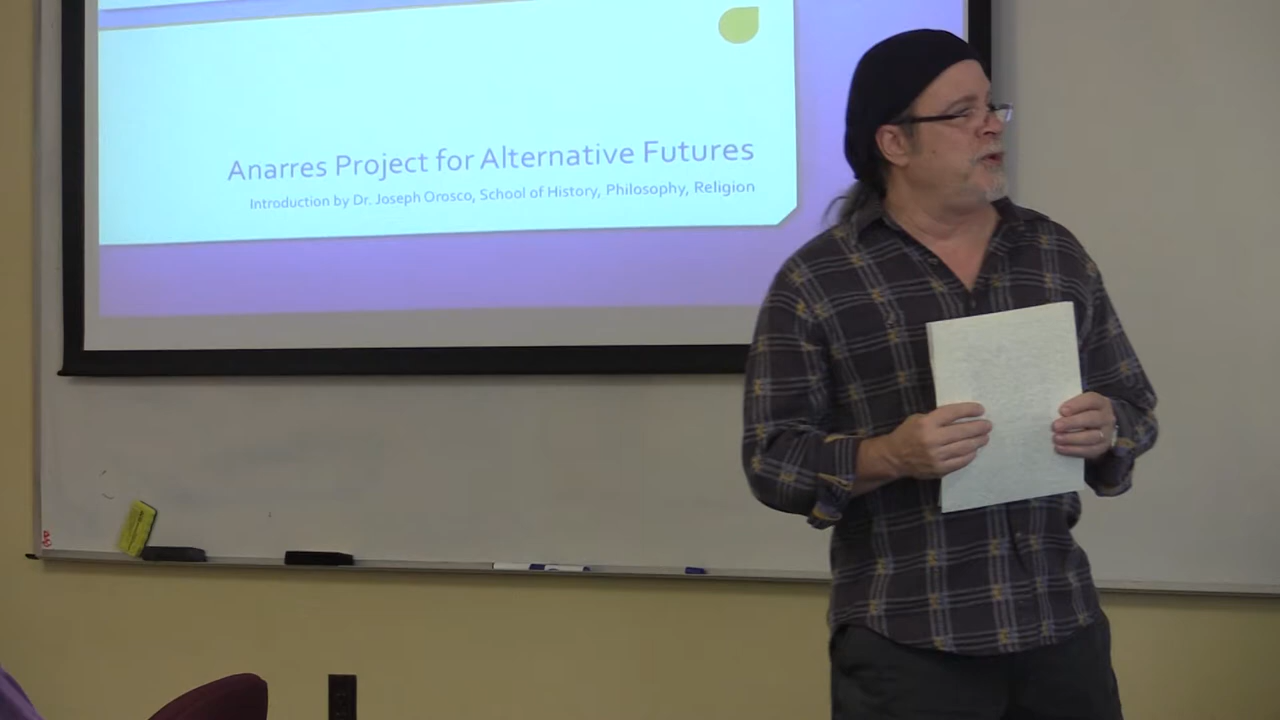 Anarres Project for Alternative Futures
Introduction by Dr. Joseph Orosco, School of History, Philosophy, Religion